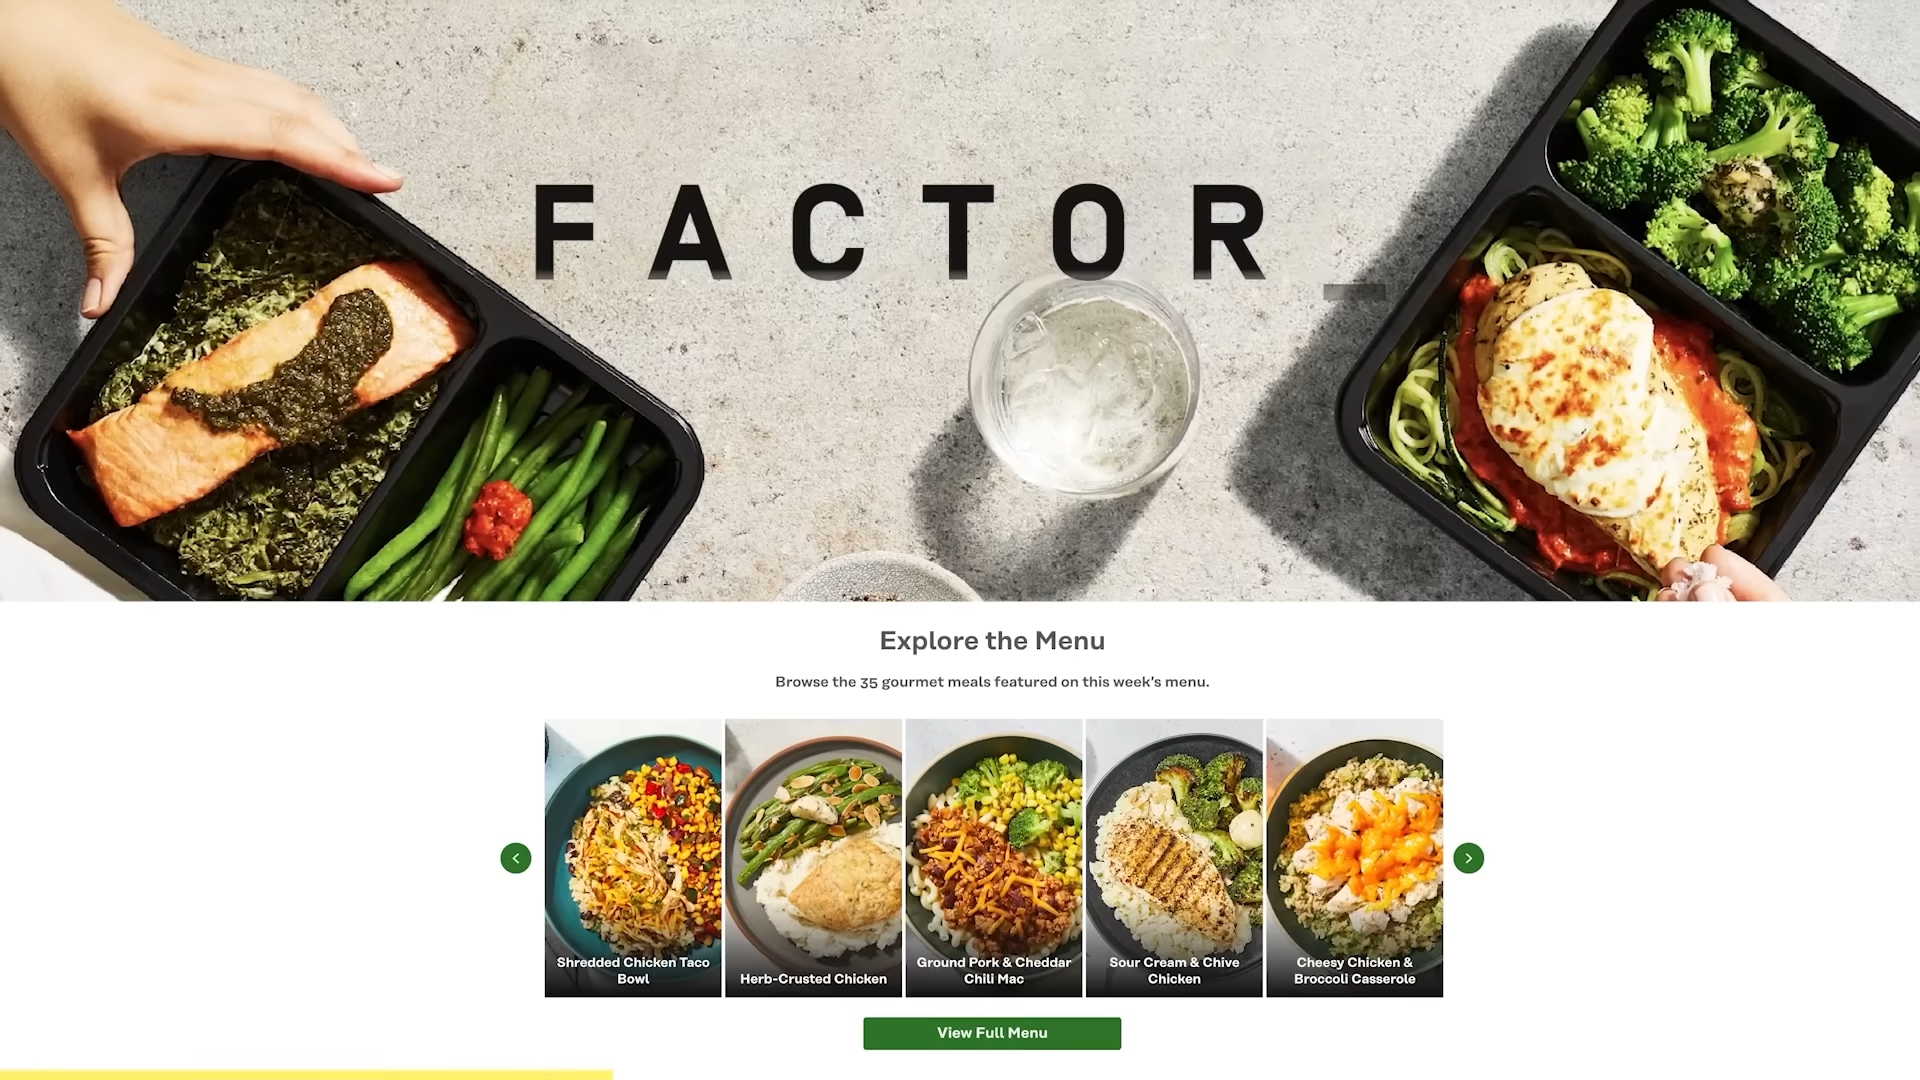 FACTOR_
Explore the Menu
Browse the 35 gourmet meals featured on this week's menu.
Shredded Chicken Taco
Bowl
Herb-Crusted Chicken
Ground Pork & Cheddar
Chili Mac
Sour Cream & Chive
Chicken
Cheesy Chicken &
Broccoli Casserole
View Full Menu